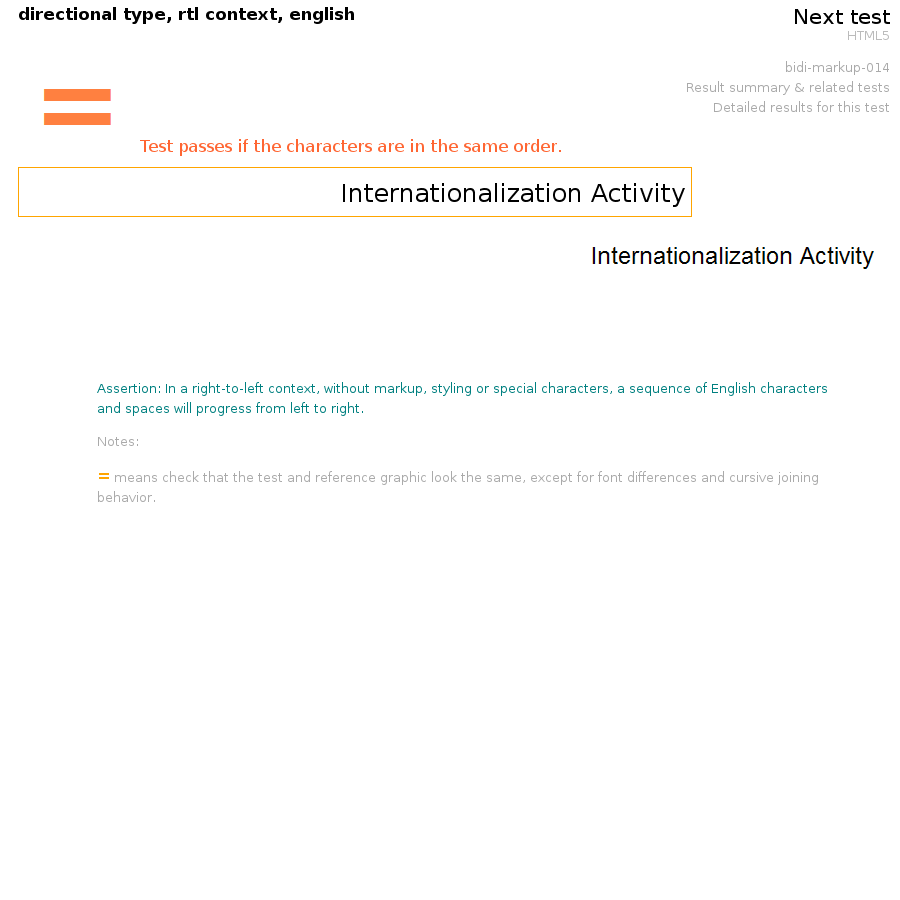 directional type, rtl context, english
Next test
HTML5
bidi-markup-014
Result summary & related tests
Detailed results for this test
=
Test passes if the characters are in the same order.
Internationalization Activity
Internationalization Activity
Assertion: In a right-to-left context, without markup, styling or special characters, a sequence of English characters
and spaces will progress from left to right.
Notes:
= means check that the test and reference graphic look the same, except for font differences and cursive joining
behavior.